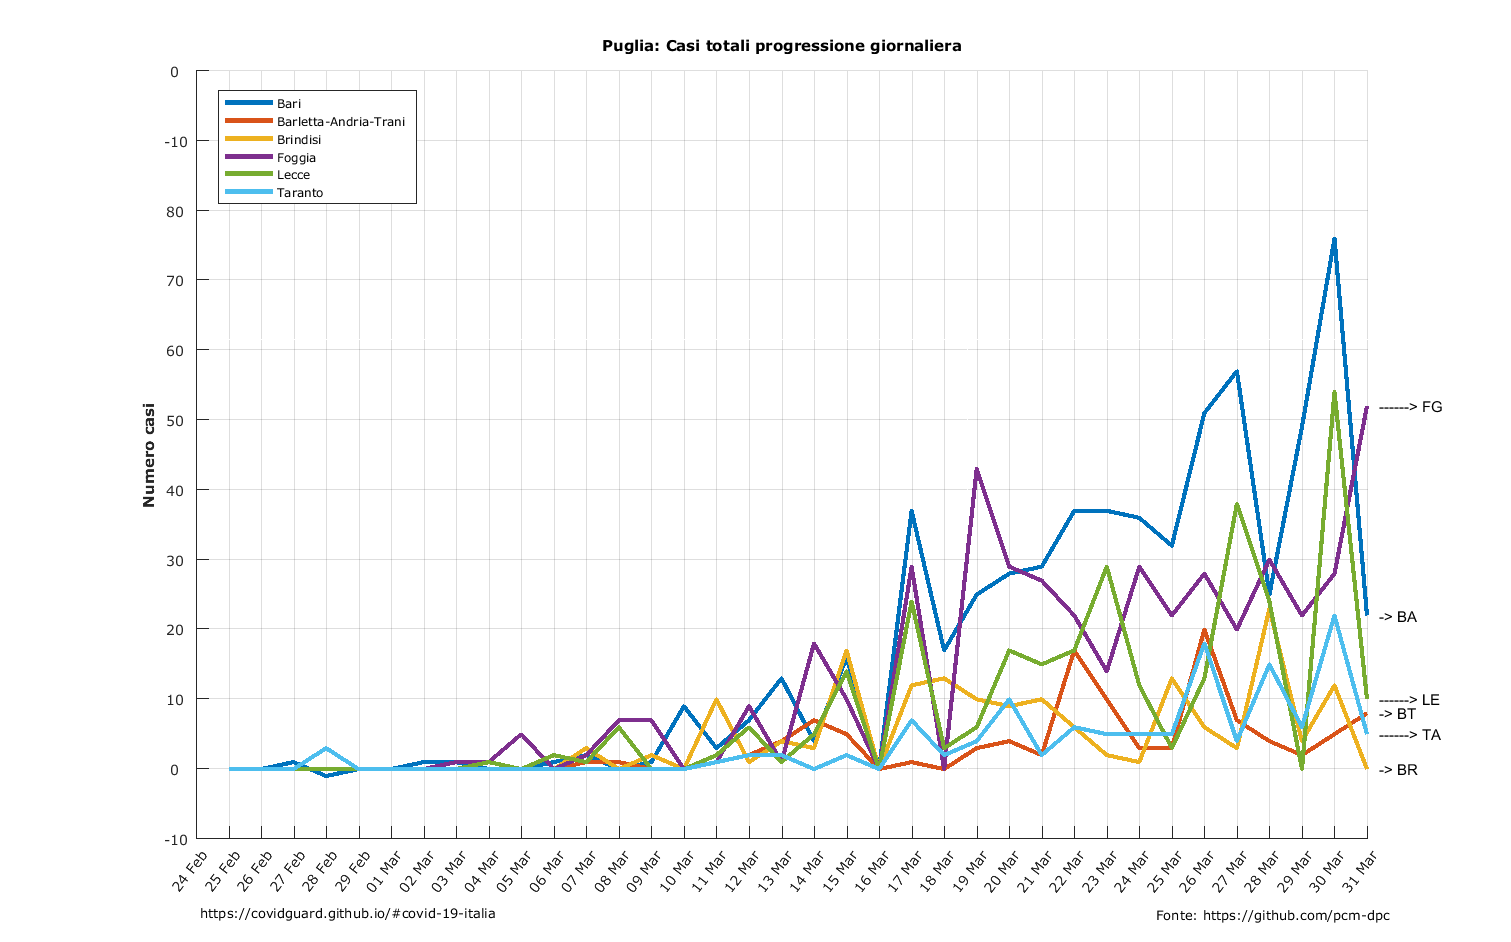 Puglia: Casi totali progressione giornaliera
0
-10
80
70
60
50
40
30
20
10
0
-10
Numero casi
Bari
Barletta-Andria-Trani
Brindisi
Foggia
Lecce
Taranto
------> FG
-> BA
------> LE
-> BT
------> TA
-> BR
24 Feb
25 Feb
26 Feb
27 Feb
28 Feb
29 Feb
01 Mar
02 Mar
03 Mar
04 Mar
05 Mar
06 Mar
07 Mar
08 Mar
09 Mar
10 Mar
11 Mar
12 Mar
13 Mar
14 Mar
15 Mar
16 Mar
17 Mar
18 Mar
19 Mar
20 Mar
21 Mar
22 Mar
23 Mar
24 Mar
25 Mar
26 Mar
27 Mar
28 Mar
29 Mar
30 Mar
31 Mar
https://covidguard.github.io/#covid-19-italia
Fonte: https://github.com/pcm-dpc